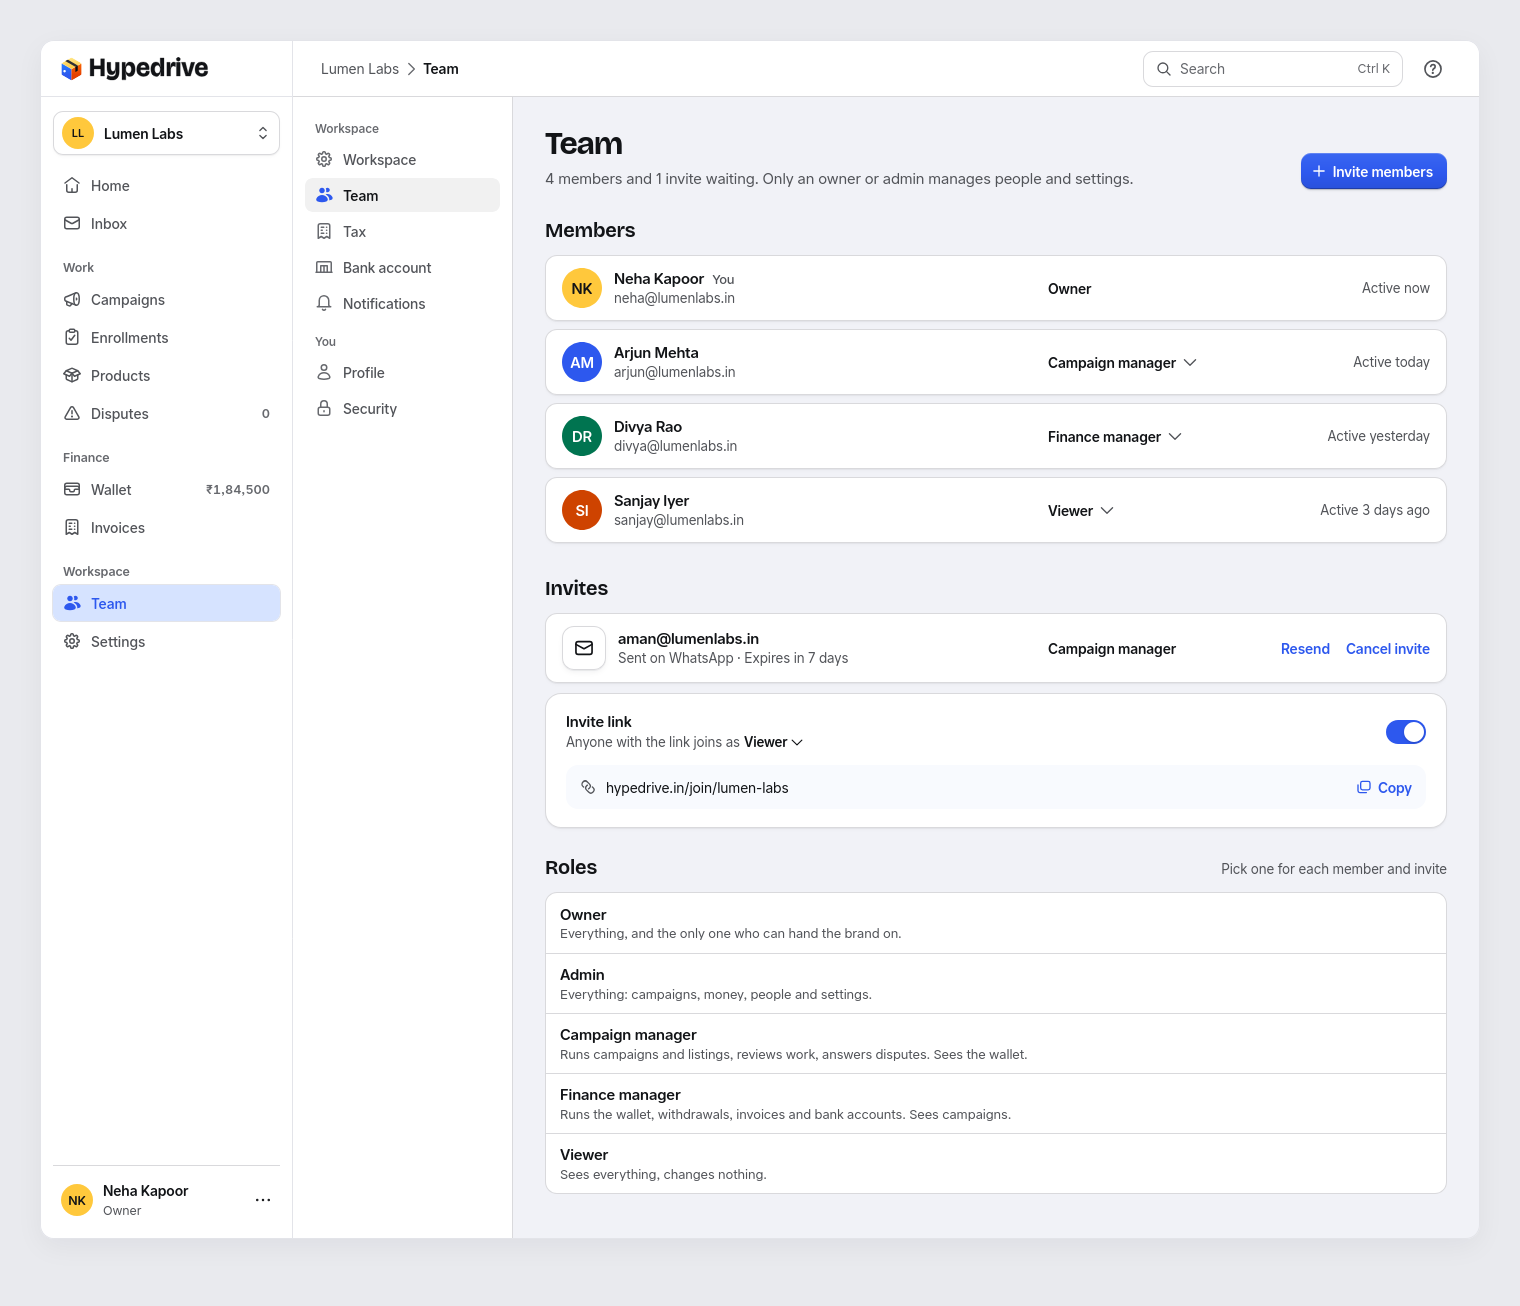 Hypedrive
Lumen Labs > Team
Search
Ctrl K
LL
Lumen Labs
Home
Inbox
Work
Campaigns
Enrollments
Products
Disputes
0
Finance
Wallet
₹1,84,500
Invoices
Workspace
Team
Settings
NK
Neha Kapoor
Owner
Workspace
Workspace
Team
Tax
Bank account
Notifications
You
Profile
Security
Team
4 members and 1 invite waiting. Only an owner or admin manages people and settings.
+ Invite members
Members
NK
Neha Kapoor You
neha@lumenlabs.in
Owner
Active now
AM
Arjun Mehta
arjun@lumenlabs.in
Campaign manager
Active today
DR
Divya Rao
divya@lumenlabs.in
Finance manager
Active yesterday
SI
Sanjay Iyer
sanjay@lumenlabs.in
Viewer
Active 3 days ago
Invites
aman@lumenlabs.in
Sent on WhatsApp · Expires in 7 days
Campaign manager
Resend
Cancel invite
Invite link
Anyone with the link joins as Viewer
hypedrive.in/join/lumen-labs
Copy
Roles
Pick one for each member and invite
Owner
Everything, and the only one who can hand the brand on.
Admin
Everything: campaigns, money, people and settings.
Campaign manager
Runs campaigns and listings, reviews work, answers disputes. Sees the wallet.
Finance manager
Runs the wallet, withdrawals, invoices and bank accounts. Sees campaigns.
Viewer
Sees everything, changes nothing.